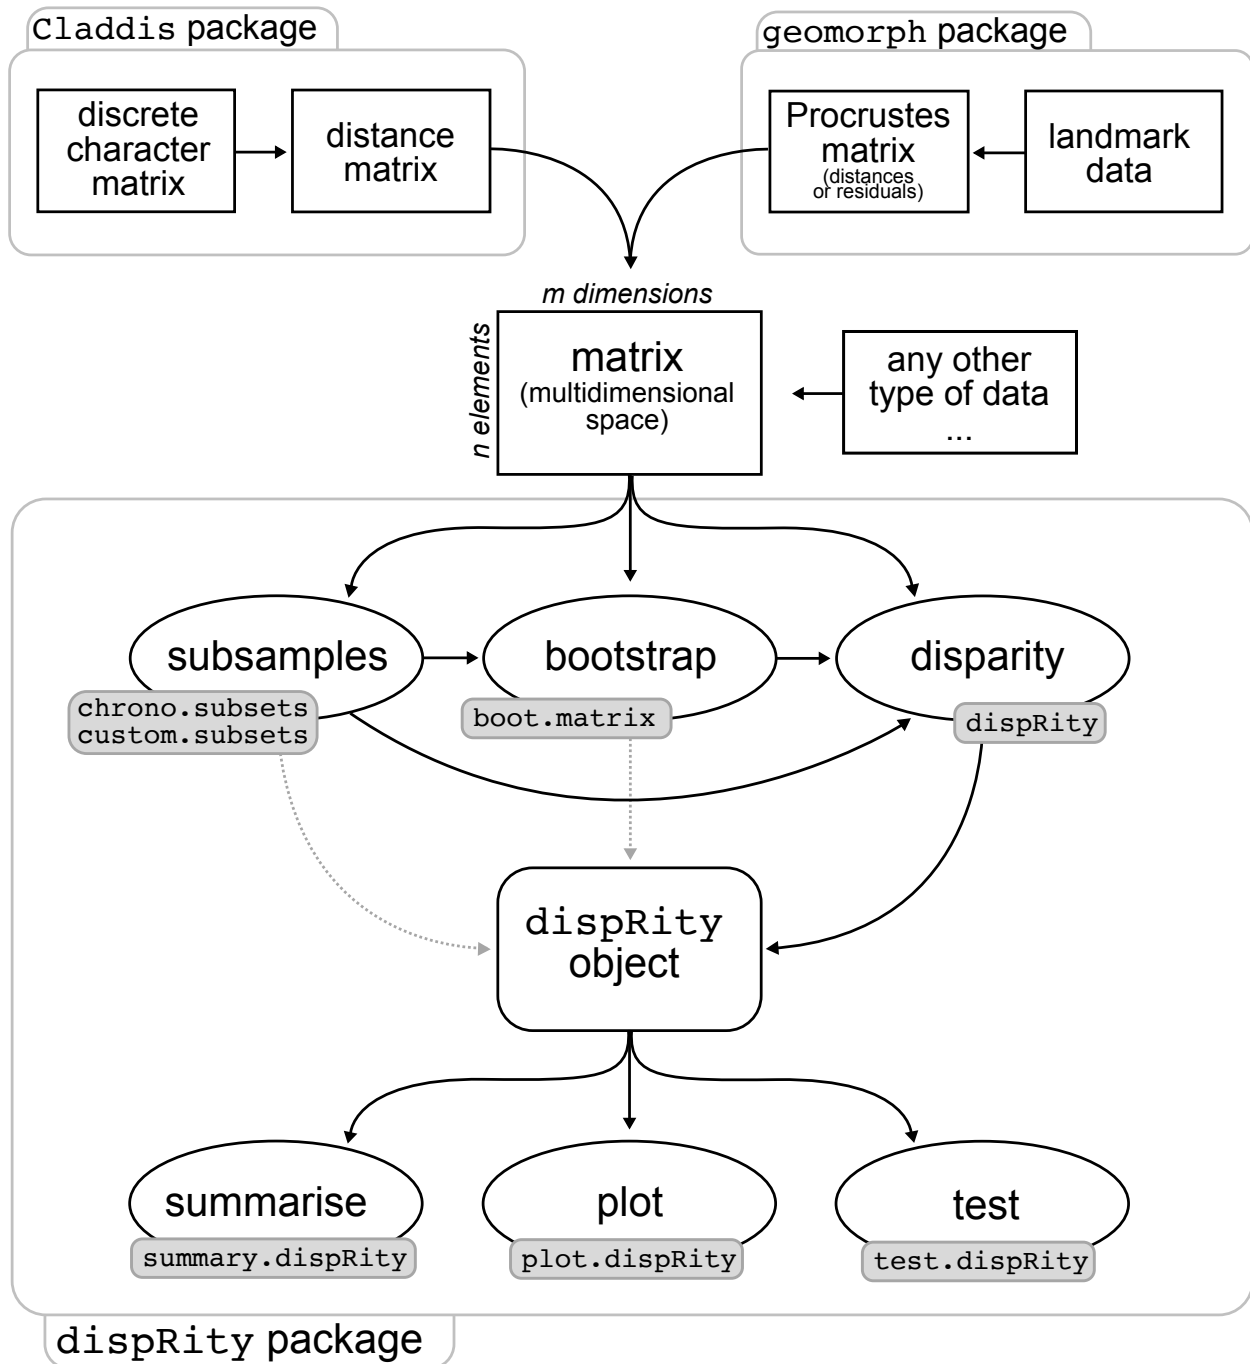 Claddis package
geomorph package
discrete
character
matrix
distance
matrix
Procrustes
matrix
(distances
or residuals)
landmark
data
m dimensions
n elements
matrix
(multidimensional
space)
any other
type of data
...
subsamples
chrono.subsets
custom.subsets
bootstrap
boot.matrix
disparity
dispRity
dispRity
object
summarise
summary.dispRity
plot
plot.dispRity
test
test.dispRity
dispRity package